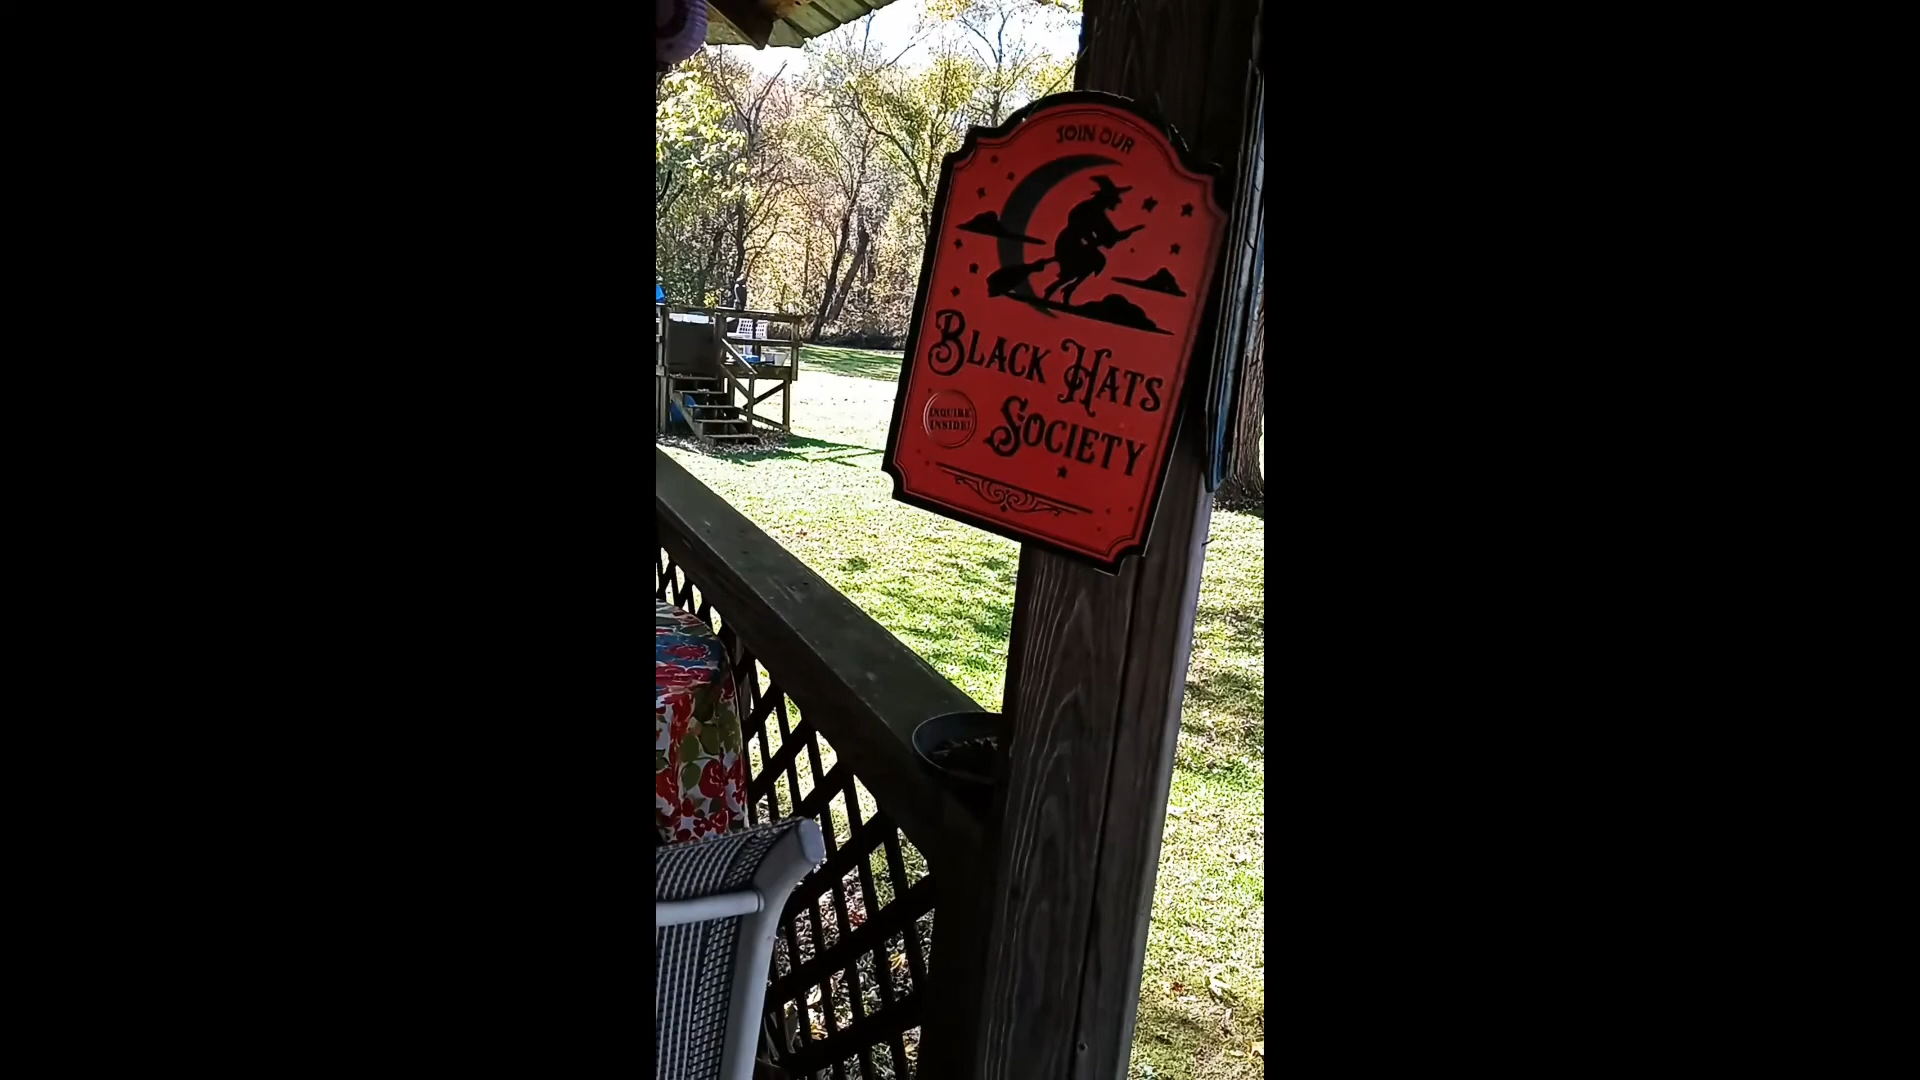 JOIN OUR
BLACK HATS
SOCIETY
INQUIRE
INSIDE!